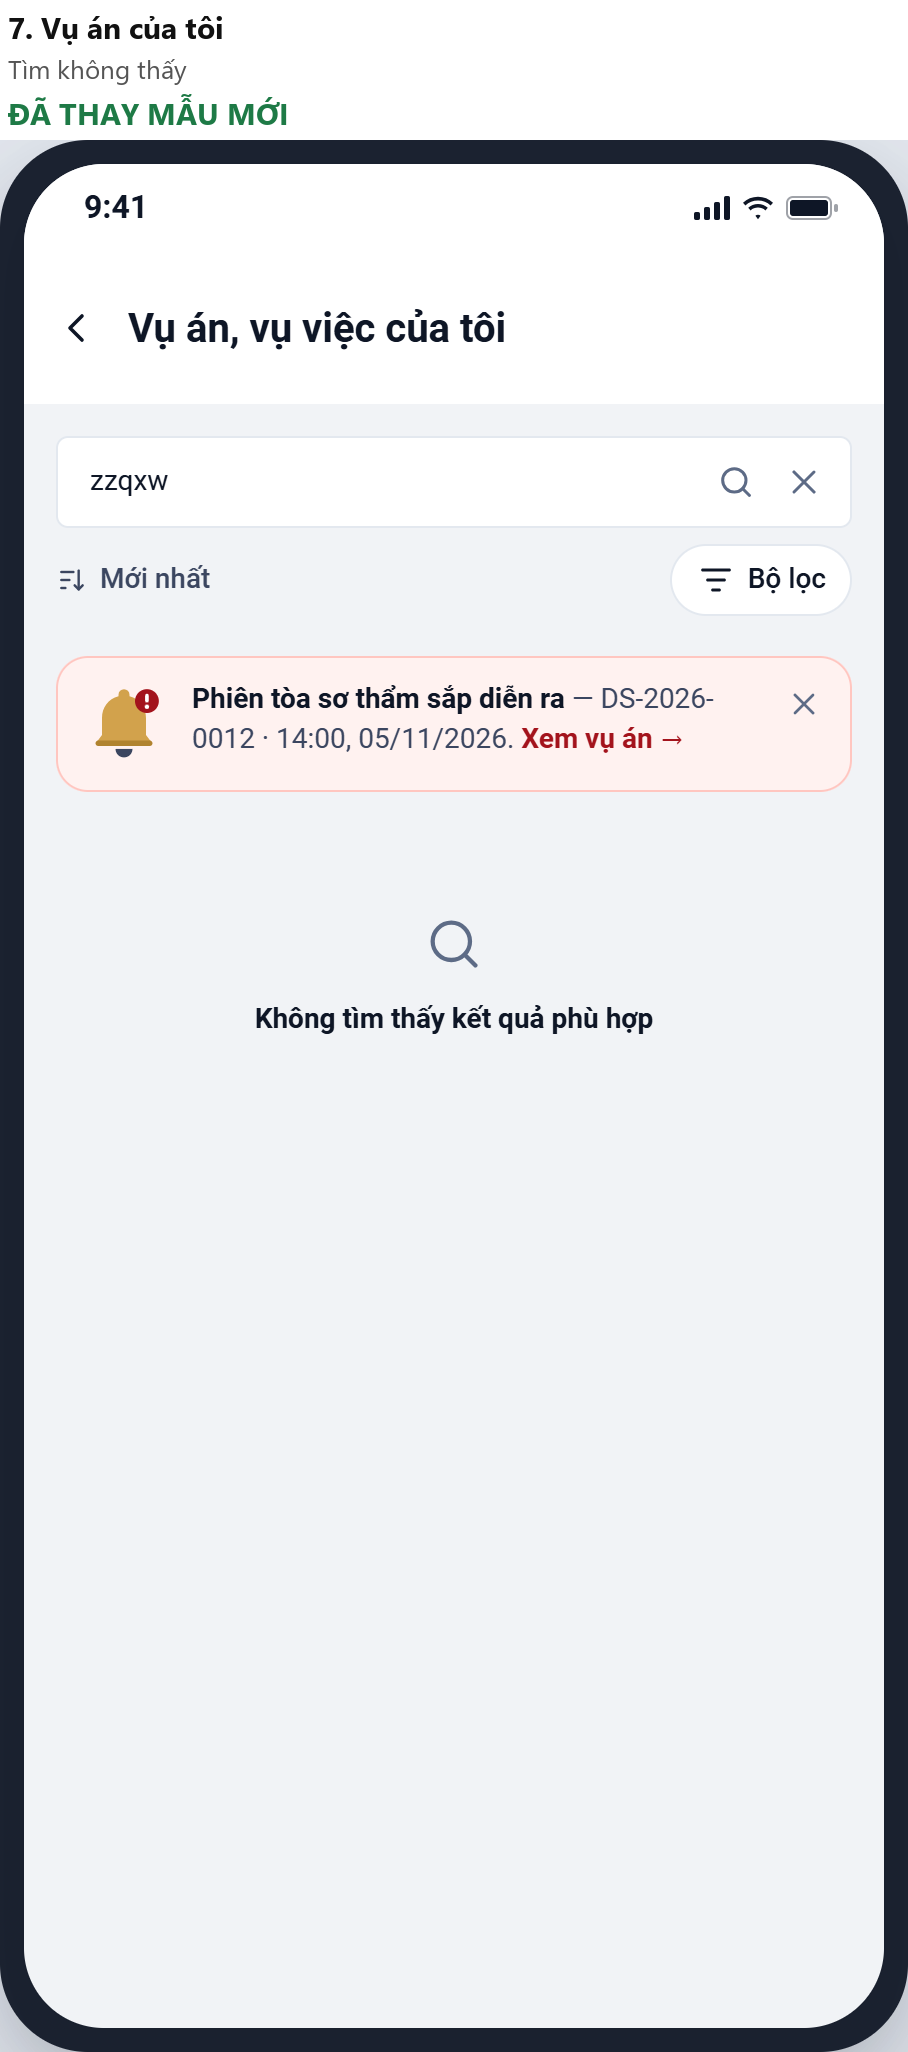 7. Vụ án của tôi
Tìm không thấy
ĐÃ THAY MẪU MỚI
9:41
Vụ án, vụ việc của tôi
zzqxw
Mới nhất
Bộ lọc
Phiên tòa sơ thẩm sắp diễn ra — DS-2026-
0012 · 14:00, 05/11/2026. Xem vụ án →
Không tìm thấy kết quả phù hợp